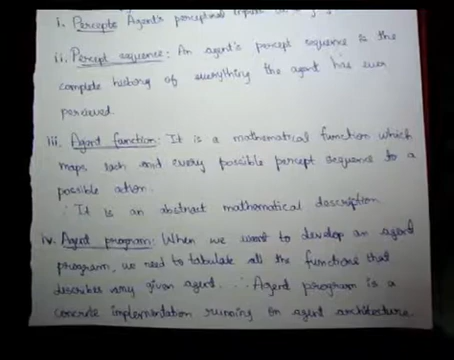 i. Percepts Agent's perceptual inputs
ii. Percept sequence: An agent's percept sequence is the
complete history of everything the agent has ever
perceived.
iii. Agent function: It is a mathematical function which
maps each and every possible percept sequence to a
possible action.
∴ It is an abstract mathematical description
iv. Agent program: When we want to develop an agent
program, we need to tabulate all the functions that
describes any given agent. ∴ Agent program is a
concrete implementation running on agent architecture.